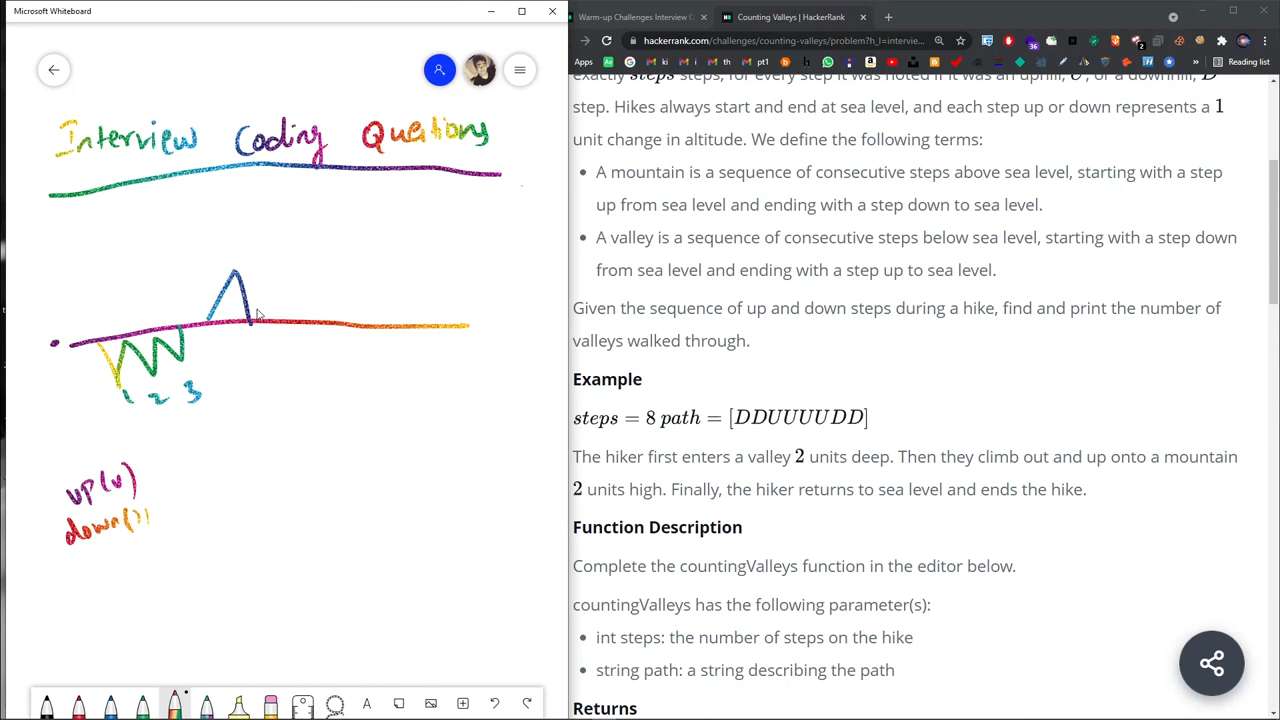 Microsoft Whiteboard
Interview Coding Questions
1 2 3
up(U)
down(D)
Warm-up Challenges Interview C
Counting Valleys | HackerRank
hackerrank.com/challenges/counting-valleys/problem?h_l=intervie...
Apps
ki
i
th
pt1
Reading list
exactly steps steps, for every step it was noted if it was an uphill, U, or a downhill, D
step. Hikes always start and end at sea level, and each step up or down represents a 1
unit change in altitude. We define the following terms:
A mountain is a sequence of consecutive steps above sea level, starting with a step
up from sea level and ending with a step down to sea level.
A valley is a sequence of consecutive steps below sea level, starting with a step down
from sea level and ending with a step up to sea level.
Given the sequence of up and down steps during a hike, find and print the number of
valleys walked through.
Example
steps = 8 path = [DDUUUUDD]
The hiker first enters a valley 2 units deep. Then they climb out and up onto a mountain
2 units high. Finally, the hiker returns to sea level and ends the hike.
Function Description
Complete the countingValleys function in the editor below.
countingValleys has the following parameter(s):
int steps: the number of steps on the hike
string path: a string describing the path
Returns